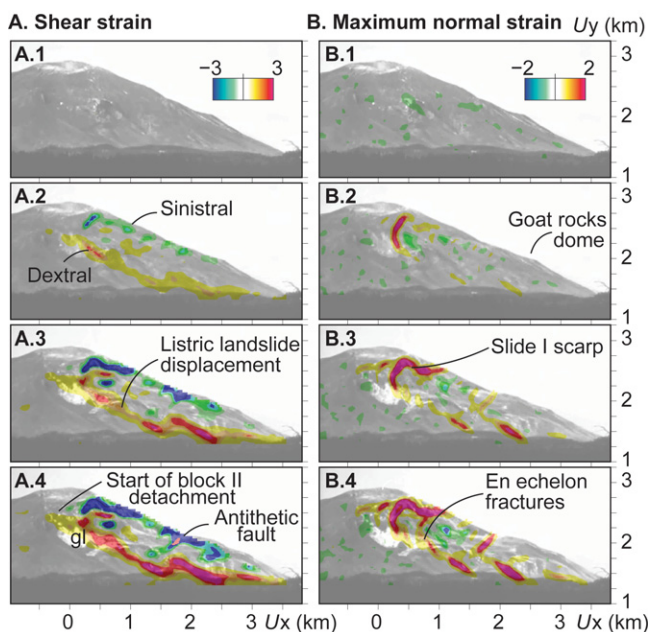 A. Shear strain
B. Maximum normal strain Uy (km)
A.1
−3 3
B.1
−2 2
3
2
1
A.2
Sinistral
Dextral
B.2
Goat rocks
dome
3
2
1
A.3
Listric landslide
displacement
B.3
Slide I scarp
3
2
1
A.4
Start of block II
detachment
Antithetic
fault
gl
B.4
En echelon
fractures
3
2
1
0 1 2 Ux (km)
0 1 2 3 Ux (km)